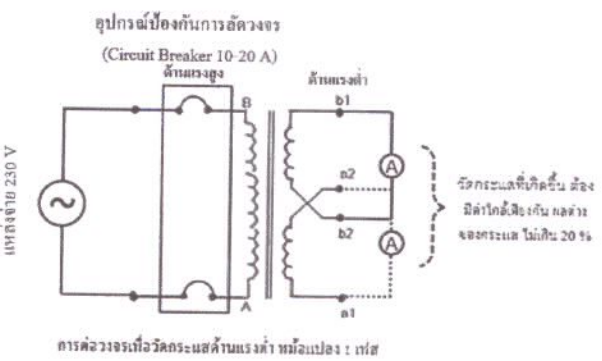 อุปกรณ์ป้องกันการลัดวงจร
(Circuit Breaker 10-20 A)
ด้านแรงสูง
ด้านแรงต่ำ
แหล่งจ่าย 230 V
B
A
b1
a2
b2
a1
A
A
วัดกระแสที่เกิดขึ้น ต้อง
มีค่าใกล้เคียงกัน ผลต่าง
ของกระแส ไม่เกิน 20 %
การต่อวงจรเพื่อวัดกระแสด้านแรงต่ำ หม้อแปลง 1 เฟส